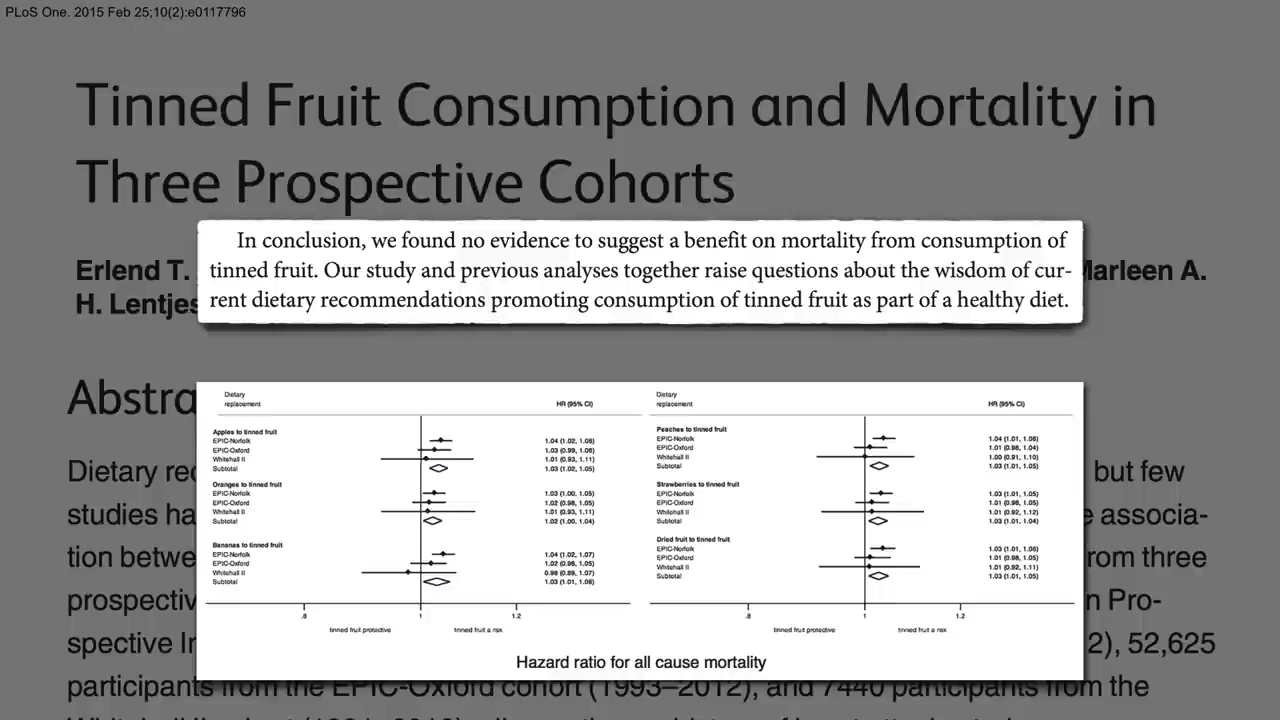 PLoS One. 2015 Feb 25;10(2):e0117796
Tinned Fruit Consumption and Mortality in
Three Prospective Cohorts
In conclusion, we found no evidence to suggest a benefit on mortality from consumption of
tinned fruit. Our study and previous analyses together raise questions about the wisdom of cur-
rent dietary recommendations promoting consumption of tinned fruit as part of a healthy diet.
Erlend T. Marleen A.
H. Lentjes
Dietary
replacement HR (95% CI)
Apples to tinned fruit
EPIC-Norfolk 1.04 (1.02, 1.06)
EPIC-Oxford 1.03 (0.99, 1.06)
Whitehall II 1.01 (0.93, 1.11)
Subtotal 1.03 (1.02, 1.05)
Oranges to tinned fruit
EPIC-Norfolk 1.03 (1.00, 1.05)
EPIC-Oxford 1.02 (0.98, 1.05)
Whitehall II 1.01 (0.93, 1.11)
Subtotal 1.02 (1.00, 1.04)
Bananas to tinned fruit
EPIC-Norfolk 1.04 (1.02, 1.07)
EPIC-Oxford 1.02 (0.98, 1.05)
Whitehall II 0.98 (0.89, 1.07)
Subtotal 1.03 (1.01, 1.06)
.8 1 1.2
tinned fruit protective tinned fruit a risk
Dietary
replacement HR (95% CI)
Peaches to tinned fruit
EPIC-Norfolk 1.04 (1.01, 1.06)
EPIC-Oxford 1.01 (0.98, 1.04)
Whitehall II 1.00 (0.91, 1.10)
Subtotal 1.03 (1.01, 1.05)
Strawberries to tinned fruit
EPIC-Norfolk 1.03 (1.01, 1.05)
EPIC-Oxford 1.01 (0.98, 1.05)
Whitehall II 1.01 (0.92, 1.12)
Subtotal 1.03 (1.01, 1.04)
Dried fruit to tinned fruit
EPIC-Norfolk 1.03 (1.01, 1.06)
EPIC-Oxford 1.01 (0.98, 1.05)
Whitehall II 1.01 (0.92, 1.11)
Subtotal 1.03 (1.01, 1.05)
.8 1 1.2
tinned fruit protective tinned fruit a risk
Hazard ratio for all cause mortality
Abstra
Dietary rec but few
studies ha e associa-
tion betwe rom three
prospectiv n Pro-
spective In 2), 52,625
participants from the EPIC-Oxford cohort (1993–2012), and 7440 participants from the